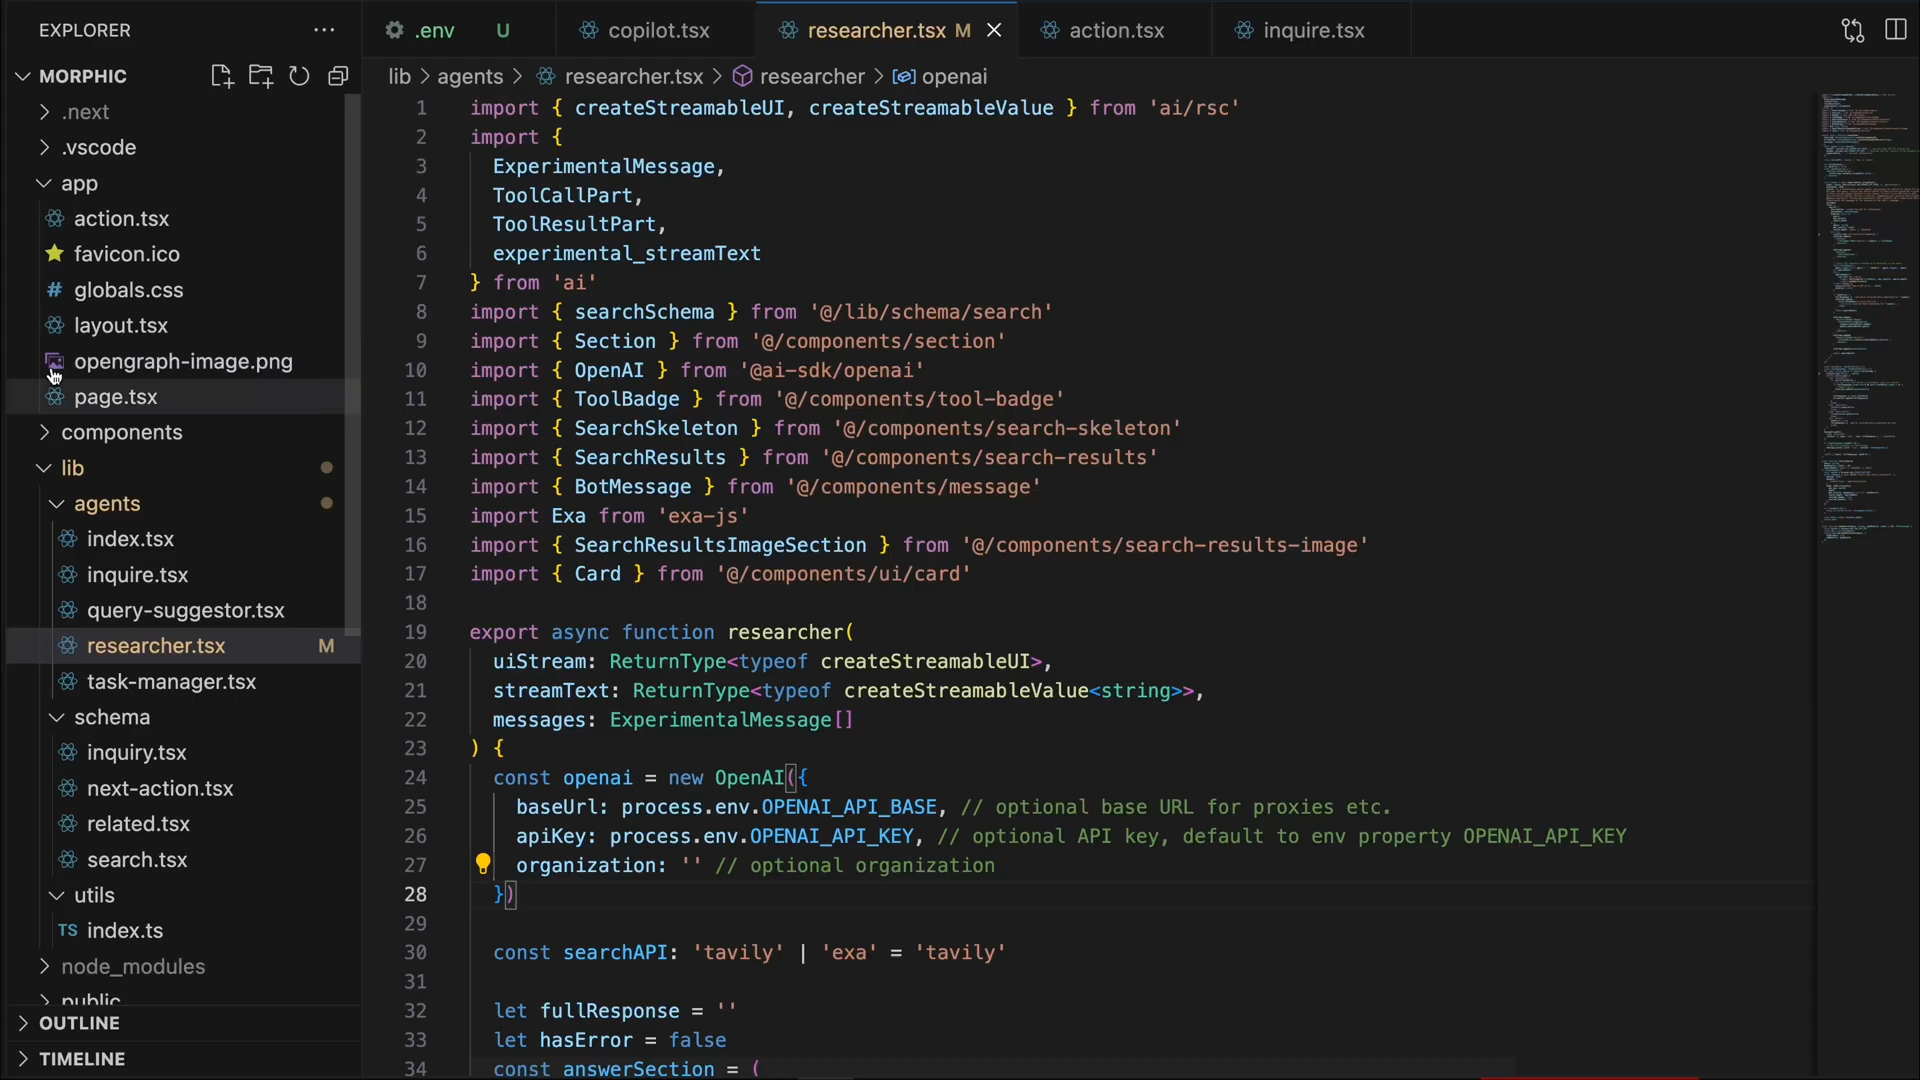 EXPLORER
MORPHIC
.next
.vscode
app
action.tsx
favicon.ico
# globals.css
layout.tsx
opengraph-image.png
page.tsx
components
lib
agents
index.tsx
inquire.tsx
query-suggestor.tsx
researcher.tsx M
task-manager.tsx
schema
inquiry.tsx
next-action.tsx
related.tsx
search.tsx
utils
TS index.ts
node_modules
public
OUTLINE
TIMELINE
.env U copilot.tsx researcher.tsx M action.tsx inquire.tsx
lib > agents > researcher.tsx > researcher > openai
1 import { createStreamableUI, createStreamableValue } from 'ai/rsc'
2 import {
3 ExperimentalMessage,
4 ToolCallPart,
5 ToolResultPart,
6 experimental_streamText
7 } from 'ai'
8 import { searchSchema } from '@/lib/schema/search'
9 import { Section } from '@/components/section'
10 import { OpenAI } from '@ai-sdk/openai'
11 import { ToolBadge } from '@/components/tool-badge'
12 import { SearchSkeleton } from '@/components/search-skeleton'
13 import { SearchResults } from '@/components/search-results'
14 import { BotMessage } from '@/components/message'
15 import Exa from 'exa-js'
16 import { SearchResultsImageSection } from '@/components/search-results-image'
17 import { Card } from '@/components/ui/card'
18
19 export async function researcher(
20 uiStream: ReturnType<typeof createStreamableUI>,
21 streamText: ReturnType<typeof createStreamableValue<string>>,
22 messages: ExperimentalMessage[]
23 ) {
24 const openai = new OpenAI({
25 baseUrl: process.env.OPENAI_API_BASE, // optional base URL for proxies etc.
26 apiKey: process.env.OPENAI_API_KEY, // optional API key, default to env property OPENAI_API_KEY
27 organization: '' // optional organization
28 })
29
30 const searchAPI: 'tavily' | 'exa' = 'tavily'
31
32 let fullResponse = ''
33 let hasError = false
34 const answerSection = (